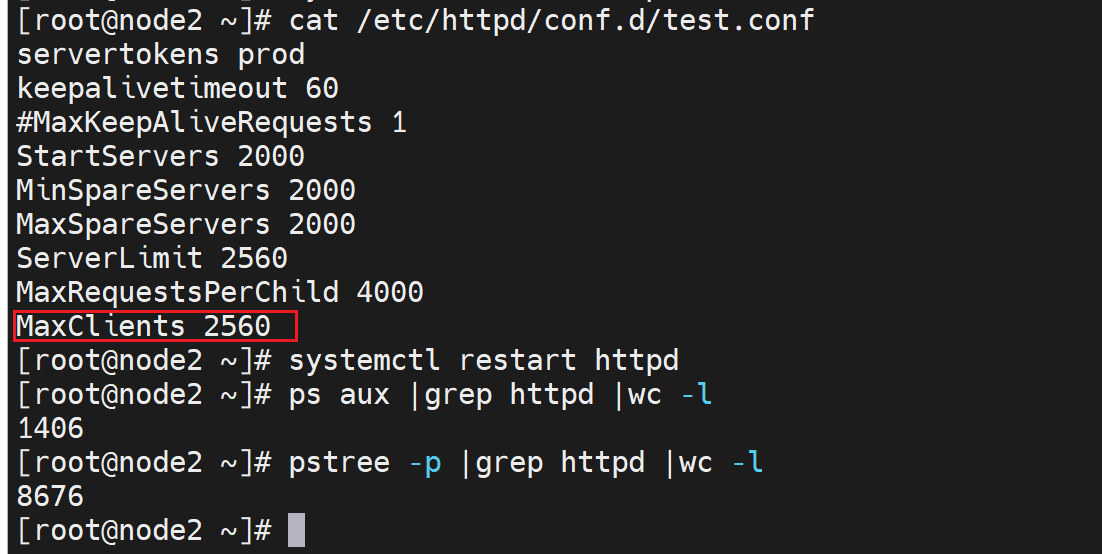 [root@node2 ~]# cat /etc/httpd/conf.d/test.conf
servertokens prod
keepalivetimeout 60
#MaxKeepAliveRequests 1
StartServers 2000
MinSpareServers 2000
MaxSpareServers 2000
ServerLimit 2560
MaxRequestsPerChild 4000
MaxClients 2560
[root@node2 ~]# systemctl restart httpd
[root@node2 ~]# ps aux |grep httpd |wc -l
1406
[root@node2 ~]# pstree -p |grep httpd |wc -l
8676
[root@node2 ~]#